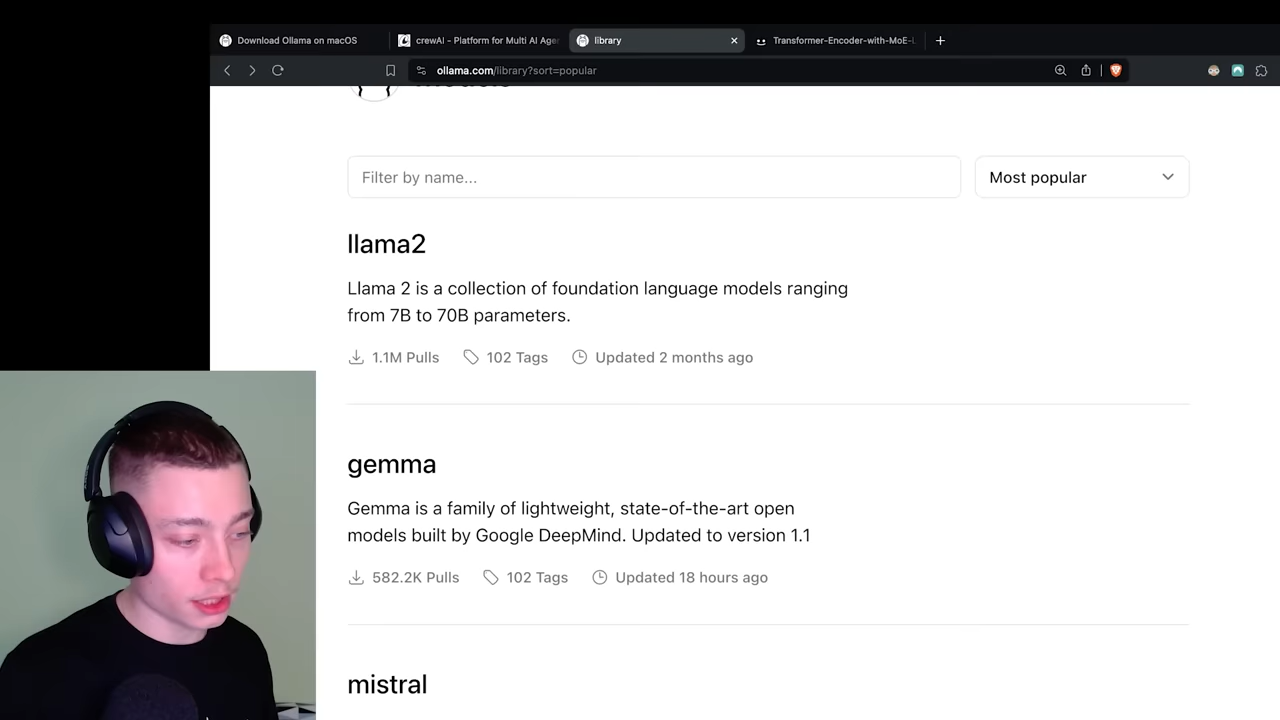 Download Ollama on macOS
crewAI - Platform for Multi AI Age
library
Transformer-Encoder-with-MoE-
ollama.com/library?sort=popular
Filter by name...
Most popular
llama2
Llama 2 is a collection of foundation language models ranging
from 7B to 70B parameters.
1.1M Pulls 102 Tags Updated 2 months ago
gemma
Gemma is a family of lightweight, state-of-the-art open
models built by Google DeepMind. Updated to version 1.1
582.2K Pulls 102 Tags Updated 18 hours ago
mistral